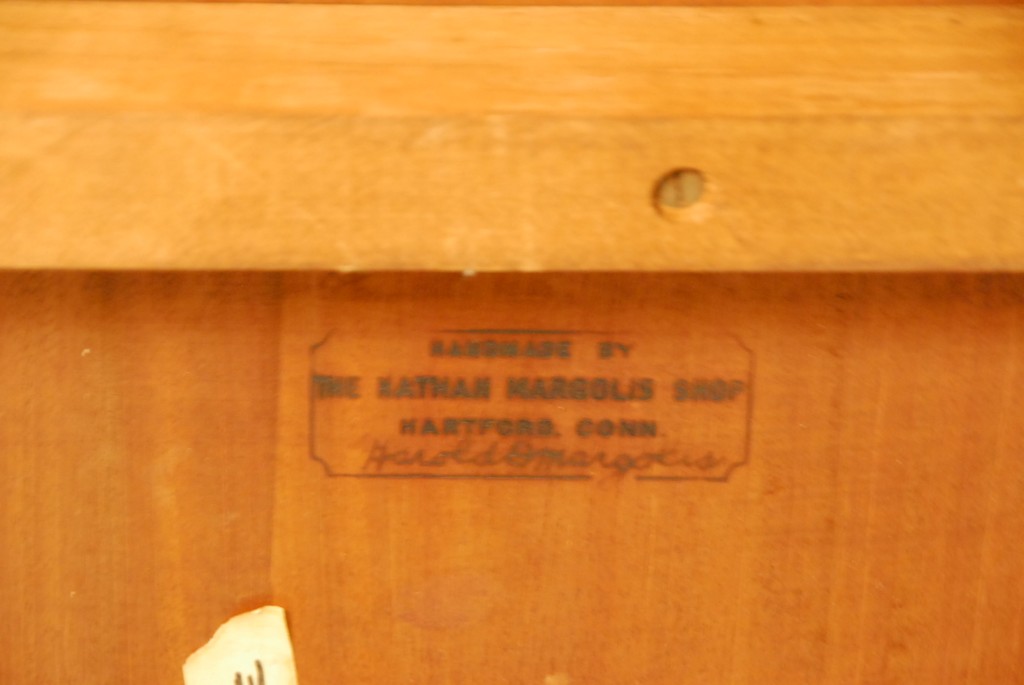 HANDMADE BY
THE NATHAN MARGOLIS SHOP
HARTFORD. CONN.
Harold Margolis